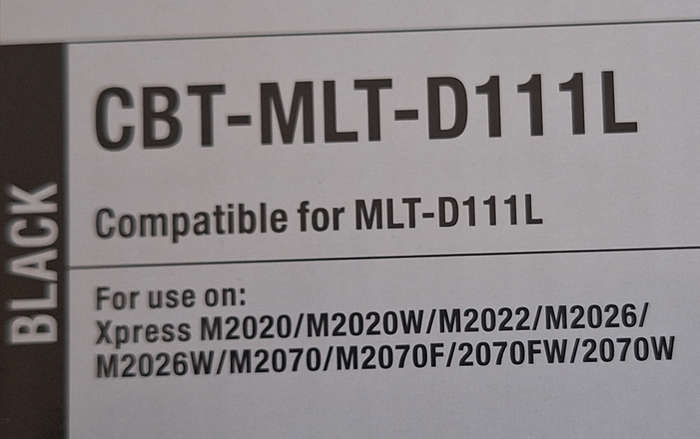 BLACK
CBT-MLT-D111L
Compatible for MLT-D111L
For use on:
Xpress M2020/M2020W/M2022/M2026/
M2026W/M2070/M2070F/2070FW/2070W